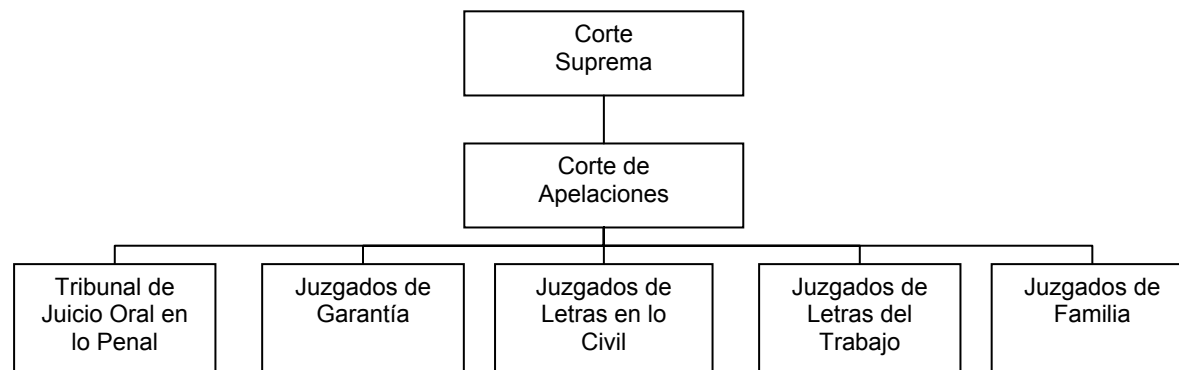 Corte
Suprema
Corte de
Apelaciones
Tribunal de
Juicio Oral en
lo Penal
Juzgados de
Garantía
Juzgados de
Letras en lo
Civil
Juzgados de
Letras del
Trabajo
Juzgados de
Familia